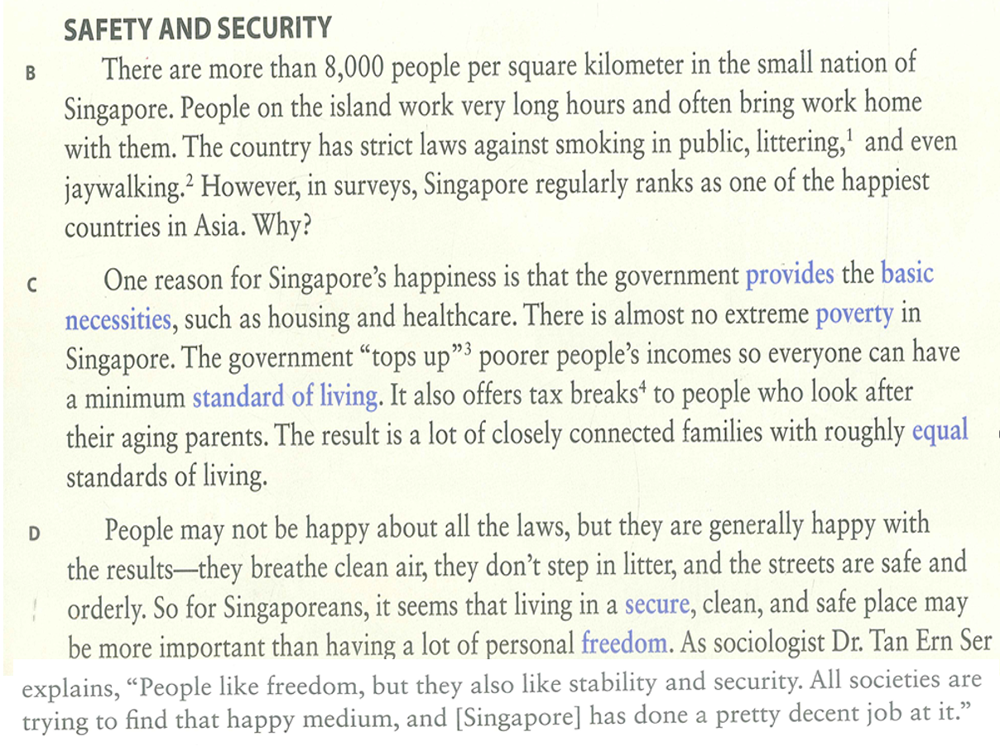 SAFETY AND SECURITY
B There are more than 8,000 people per square kilometer in the small nation of
Singapore. People on the island work very long hours and often bring work home
with them. The country has strict laws against smoking in public, littering,¹ and even
jaywalking.² However, in surveys, Singapore regularly ranks as one of the happiest
countries in Asia. Why?
C One reason for Singapore's happiness is that the government provides the basic
necessities, such as housing and healthcare. There is almost no extreme poverty in
Singapore. The government “tops up”³ poorer people's incomes so everyone can have
a minimum standard of living. It also offers tax breaks⁴ to people who look after
their aging parents. The result is a lot of closely connected families with roughly equal
standards of living.
D People may not be happy about all the laws, but they are generally happy with
the results—they breathe clean air, they don't step in litter, and the streets are safe and
orderly. So for Singaporeans, it seems that living in a secure, clean, and safe place may
be more important than having a lot of personal freedom. As sociologist Dr. Tan Ern Ser
explains, “People like freedom, but they also like stability and security. All societies are
trying to find that happy medium, and [Singapore] has done a pretty decent job at it.”